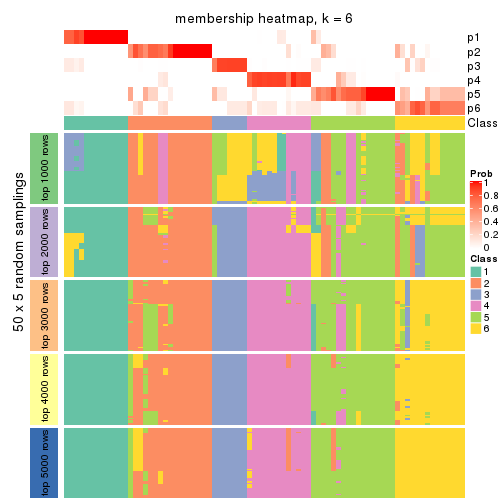 membership heatmap, k = 6
p1
p2
p3
p4
p5
p6
Class
50 x 5 random samplings
top 1000 rows
top 2000 rows
top 3000 rows
top 4000 rows
top 5000 rows
Prob
1
0.8
0.6
0.4
0.2
0
Class
1
2
3
4
5
6